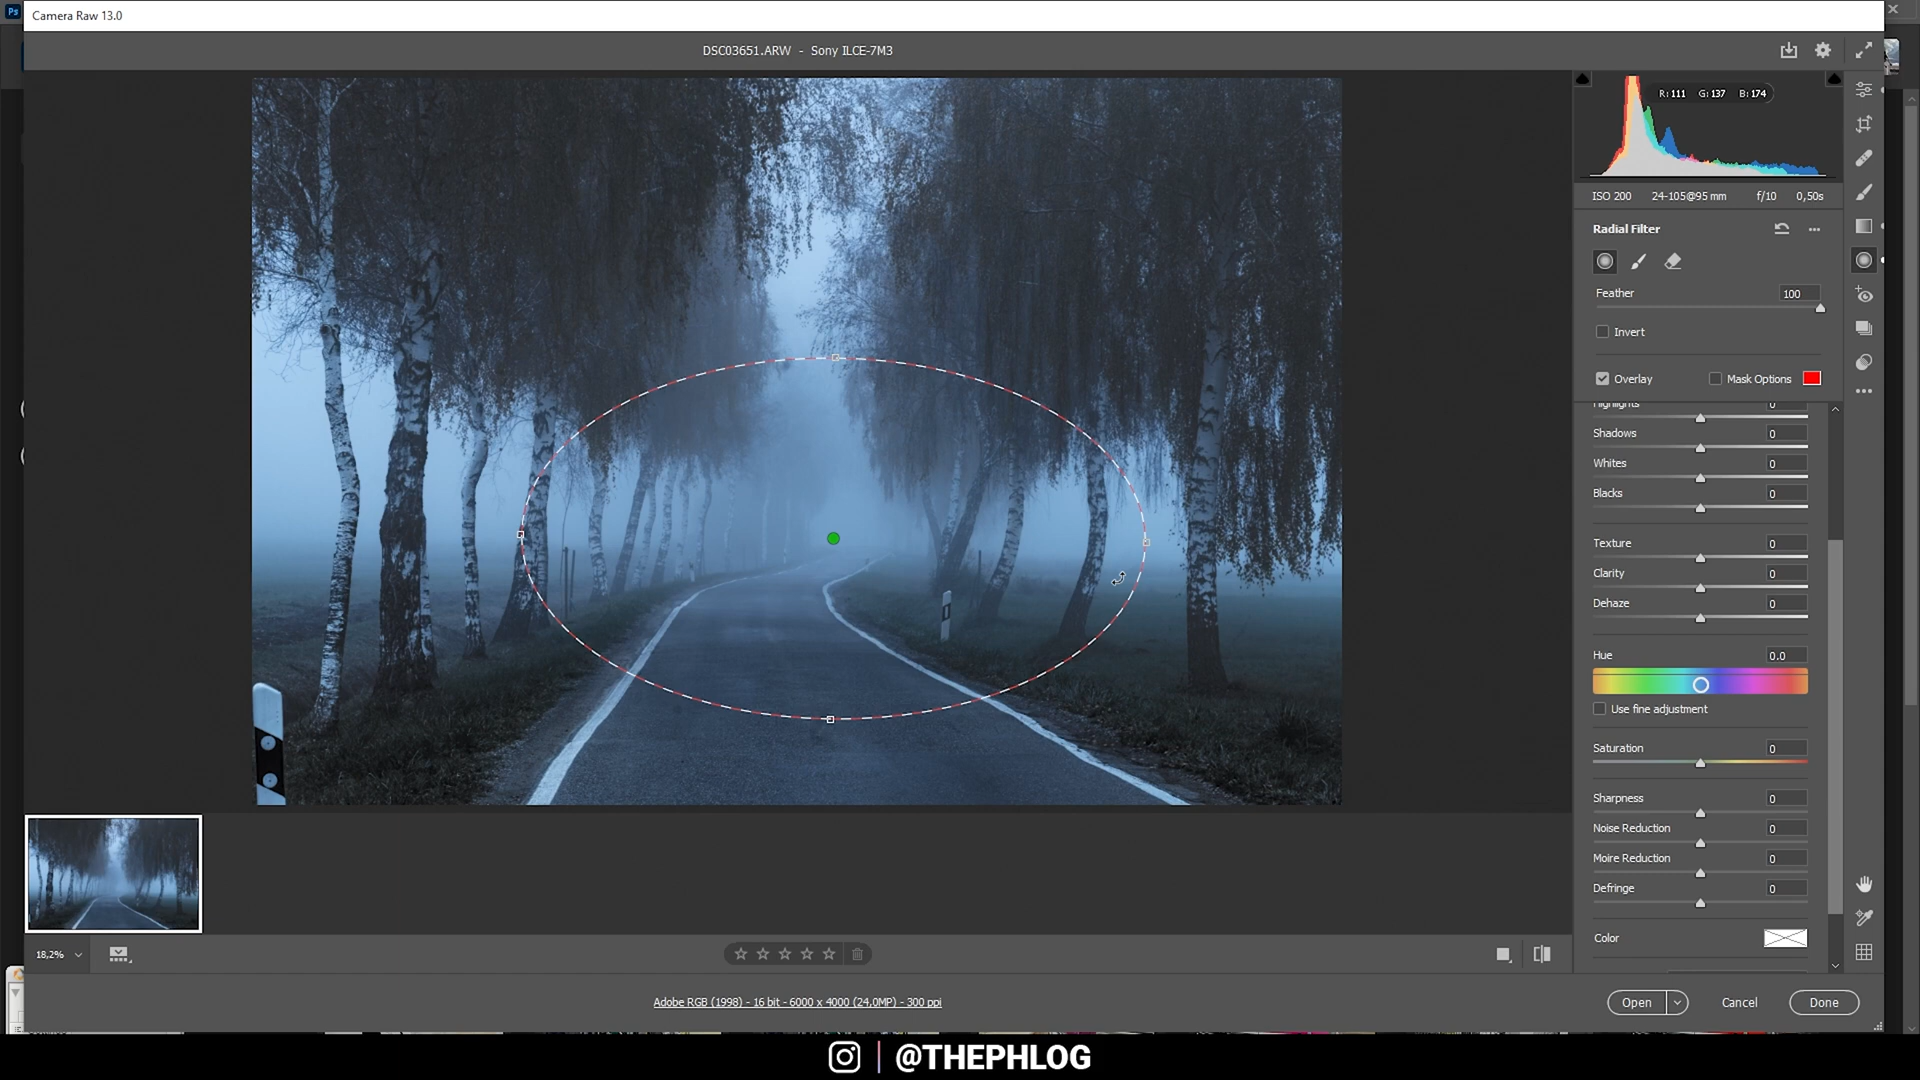 Ps
Camera Raw 13.0
DSC03651.ARW - Sony ILCE-7M3
R: 111 G: 137 B: 174
ISO 200 24-105@95 mm f/10 0,50s
Radial Filter
Feather 100
Invert
Overlay Mask Options
Highlights 0
Shadows 0
Whites 0
Blacks 0
Texture 0
Clarity 0
Dehaze 0
Hue 0.0
Use fine adjustment
Saturation 0
Sharpness 0
Noise Reduction 0
Moire Reduction 0
Defringe 0
Color
18,2%
Adobe RGB (1998) - 16 bit - 6000 x 4000 (24,0MP) - 300 ppi
Open Cancel Done
@THEPHLOG